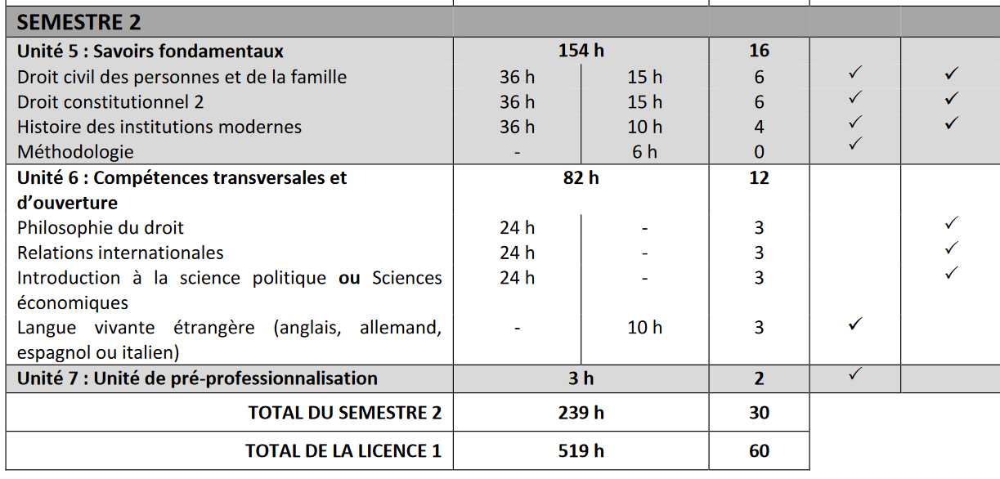 SEMESTRE 2
Unité 5 : Savoirs fondamentaux 154 h 16
Droit civil des personnes et de la famille 36 h 15 h 6 ✓ ✓
Droit constitutionnel 2 36 h 15 h 6 ✓ ✓
Histoire des institutions modernes 36 h 10 h 4 ✓ ✓
Méthodologie - 6 h 0 ✓
Unité 6 : Compétences transversales et 82 h 12
d’ouverture
Philosophie du droit 24 h - 3 ✓
Relations internationales 24 h - 3 ✓
Introduction à la science politique ou Sciences 24 h - 3 ✓
économiques
Langue vivante étrangère (anglais, allemand, - 10 h 3 ✓
espagnol ou italien)
Unité 7 : Unité de pré-professionnalisation 3 h 2 ✓
TOTAL DU SEMESTRE 2 239 h 30
TOTAL DE LA LICENCE 1 519 h 60